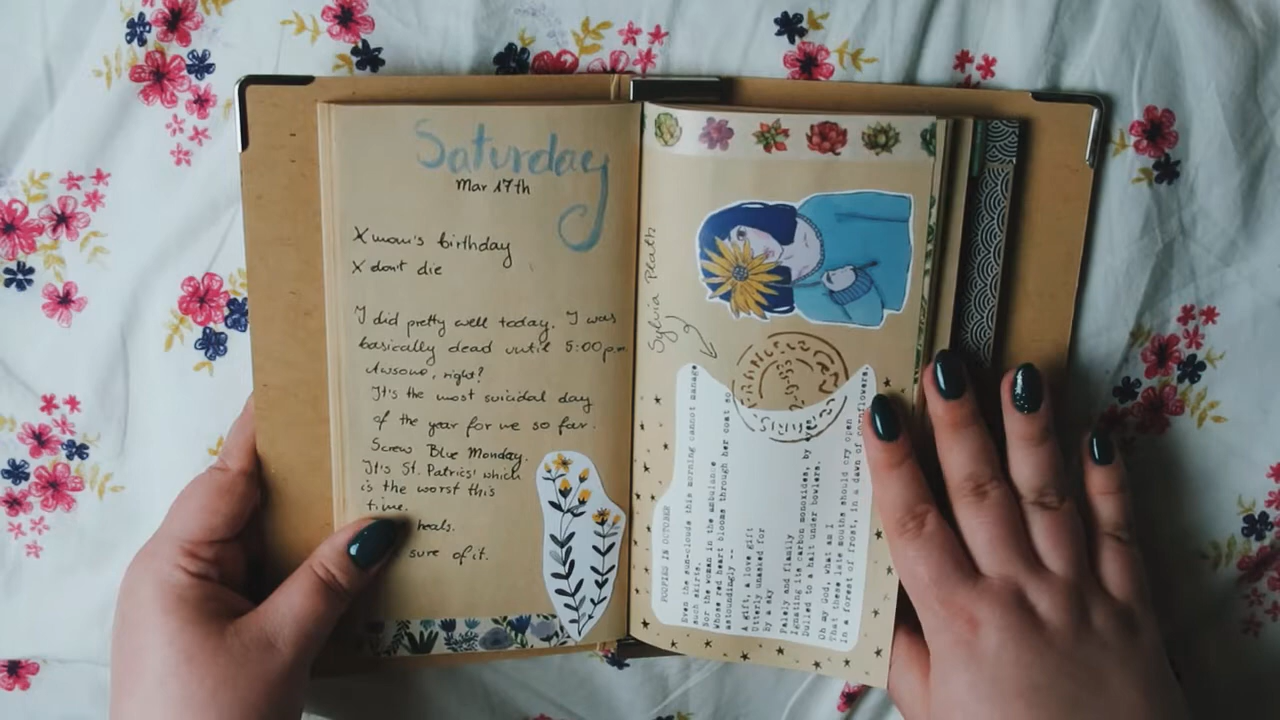 Saturday
Mar 17th
X mom's birthday
X don't die
I did pretty well today. I was
basically dead until 5:00p.m.
Awsome, right?
It's the most suicidal day
of the year for me so far.
Screw Blue Monday.
It's St. Patrics' which
is the worst this
time.
heals.
sure of it.
Sylvia Plath
POPPIES IN OCTOBER
Even the sun-clouds this morning cannot manage
such skirts.
Nor the woman in the ambulance
Whose red heart blooms through her coat so
astoundingly --
A gift, a love gift
Utterly unasked for
By a sky
Palely and flamily
Igniting its carbon monoxides, by
Dulled to a halt under bowlers.
Oh my God, what am I
That these late mouths should cry open
In a forest of frost, in a dawn of cornflowers.